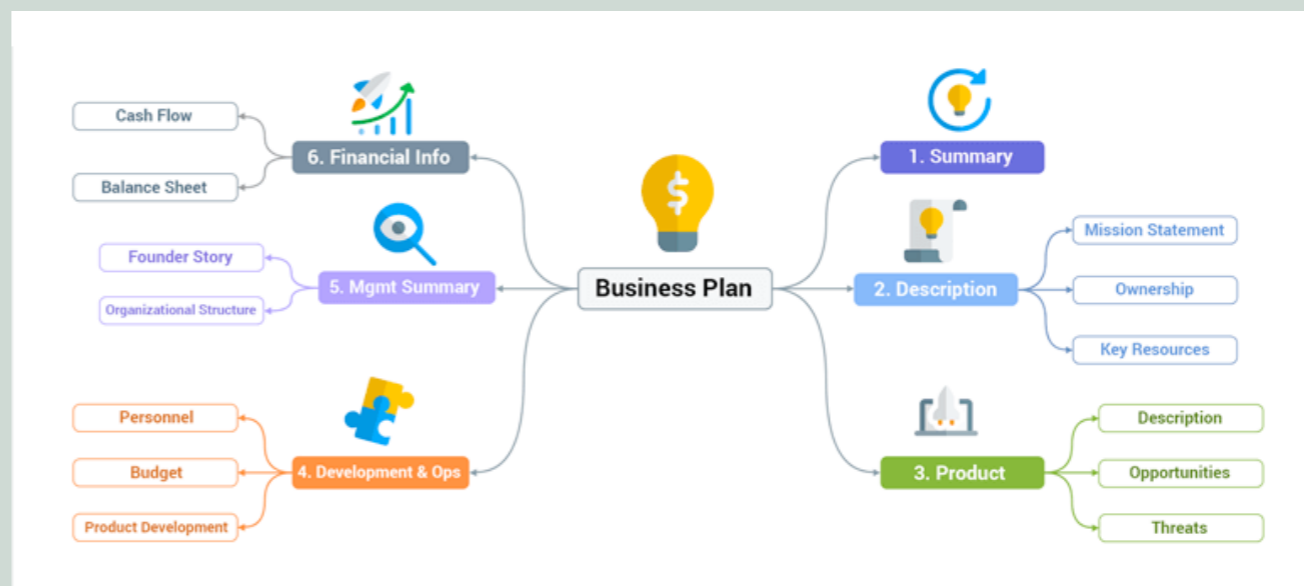 Business Plan
$
1. Summary
2. Description
Mission Statement
Ownership
Key Resources
3. Product
Description
Opportunities
Threats
4. Development & Ops
Personnel
Budget
Product Development
5. Mgmt Summary
Founder Story
Organizational Structure
6. Financial Info
Cash Flow
Balance Sheet